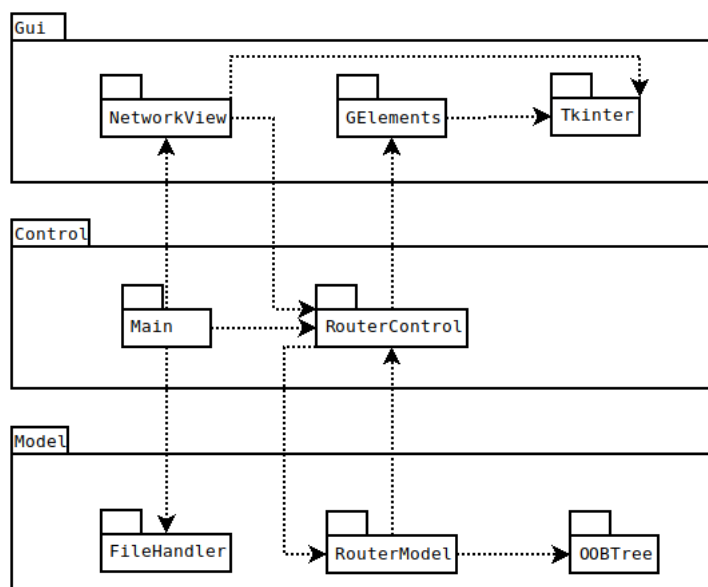 Gui
NetworkView
GElements
Tkinter
Control
Main
RouterControl
Model
FileHandler
RouterModel
OOBTree